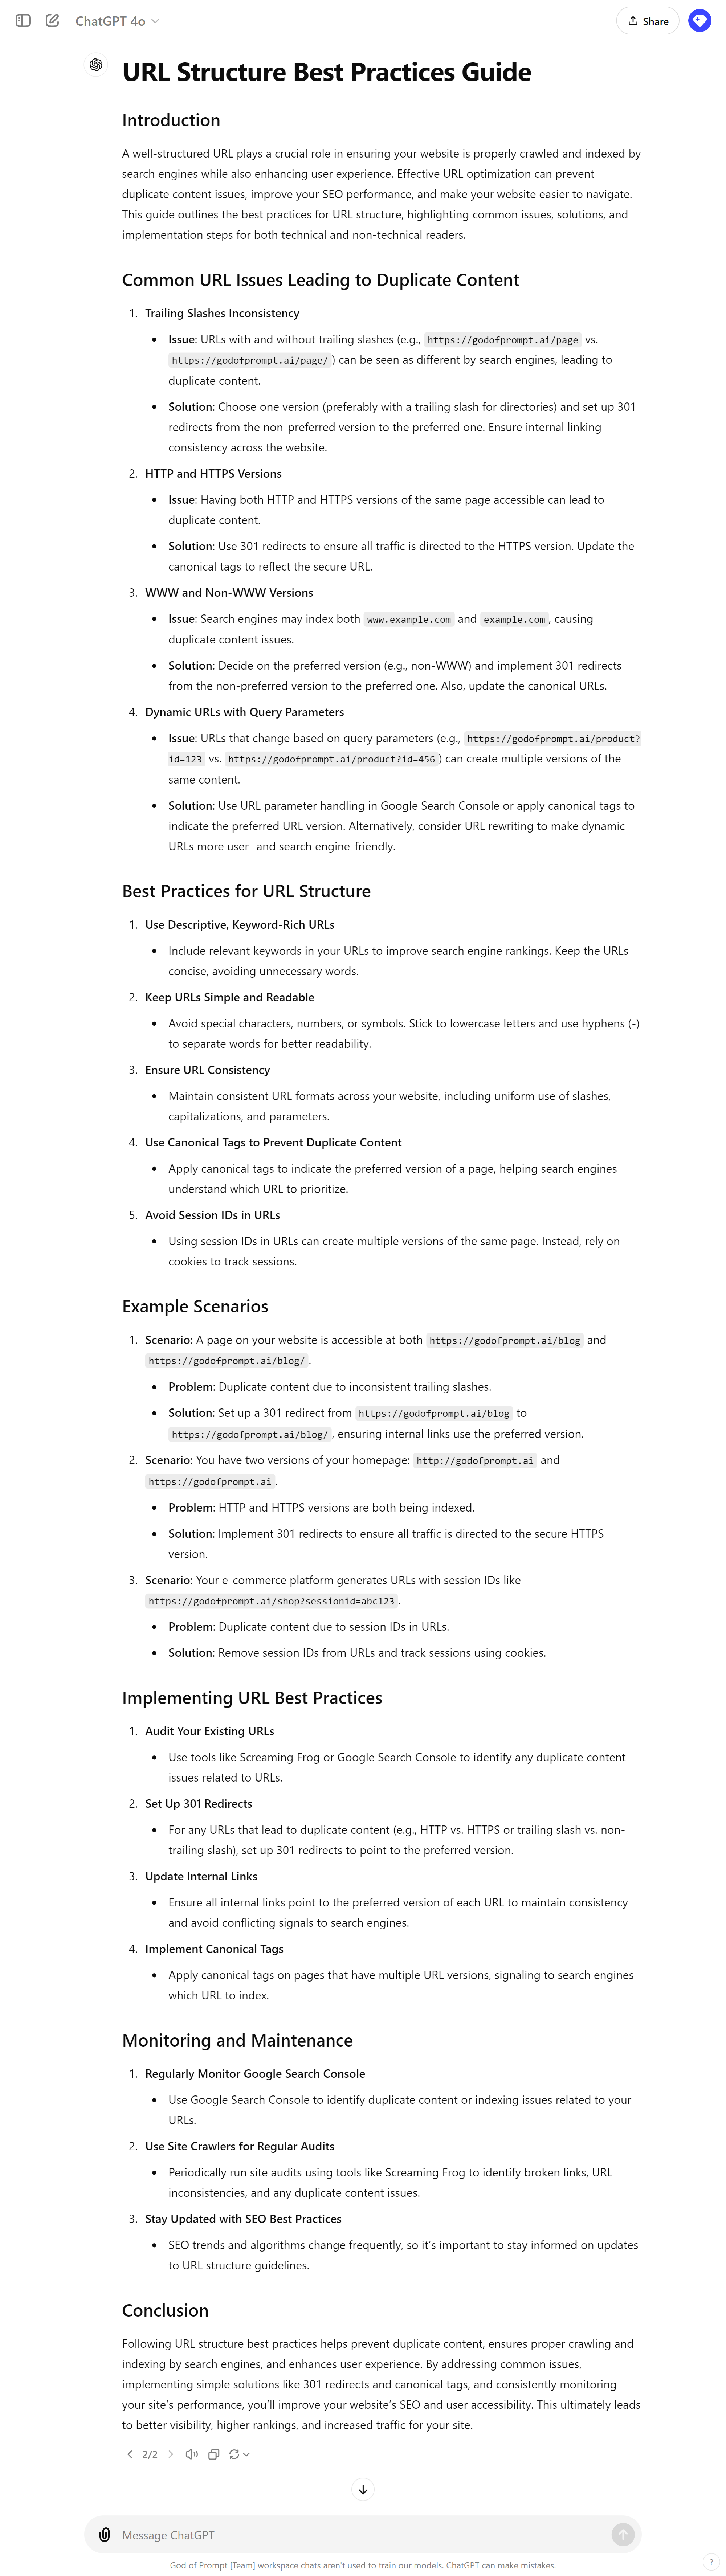 ChatGPT 4o
Share
URL Structure Best Practices Guide
Introduction
A well-structured URL plays a crucial role in ensuring your website is properly crawled and indexed by
search engines while also enhancing user experience. Effective URL optimization can prevent
duplicate content issues, improve your SEO performance, and make your website easier to navigate.
This guide outlines the best practices for URL structure, highlighting common issues, solutions, and
implementation steps for both technical and non-technical readers.
Common URL Issues Leading to Duplicate Content
1. Trailing Slashes Inconsistency
• Issue: URLs with and without trailing slashes (e.g., https://godofprompt.ai/page vs.
https://godofprompt.ai/page/) can be seen as different by search engines, leading to
duplicate content.
• Solution: Choose one version (preferably with a trailing slash for directories) and set up 301
redirects from the non-preferred version to the preferred one. Ensure internal linking
consistency across the website.
2. HTTP and HTTPS Versions
• Issue: Having both HTTP and HTTPS versions of the same page accessible can lead to
duplicate content.
• Solution: Use 301 redirects to ensure all traffic is directed to the HTTPS version. Update the
canonical tags to reflect the secure URL.
3. WWW and Non-WWW Versions
• Issue: Search engines may index both www.example.com and example.com, causing
duplicate content issues.
• Solution: Decide on the preferred version (e.g., non-WWW) and implement 301 redirects
from the non-preferred version to the preferred one. Also, update the canonical URLs.
4. Dynamic URLs with Query Parameters
• Issue: URLs that change based on query parameters (e.g., https://godofprompt.ai/product?
id=123 vs. https://godofprompt.ai/product?id=456) can create multiple versions of the
same content.
• Solution: Use URL parameter handling in Google Search Console or apply canonical tags to
indicate the preferred URL version. Alternatively, consider URL rewriting to make dynamic
URLs more user- and search engine-friendly.
Best Practices for URL Structure
1. Use Descriptive, Keyword-Rich URLs
• Include relevant keywords in your URLs to improve search engine rankings. Keep the URLs
concise, avoiding unnecessary words.
2. Keep URLs Simple and Readable
• Avoid special characters, numbers, or symbols. Stick to lowercase letters and use hyphens (-)
to separate words for better readability.
3. Ensure URL Consistency
• Maintain consistent URL formats across your website, including uniform use of slashes,
capitalizations, and parameters.
4. Use Canonical Tags to Prevent Duplicate Content
• Apply canonical tags to indicate the preferred version of a page, helping search engines
understand which URL to prioritize.
5. Avoid Session IDs in URLs
• Using session IDs in URLs can create multiple versions of the same page. Instead, rely on
cookies to track sessions.
Example Scenarios
1. Scenario: A page on your website is accessible at both https://godofprompt.ai/blog and
https://godofprompt.ai/blog/.
• Problem: Duplicate content due to inconsistent trailing slashes.
• Solution: Set up a 301 redirect from https://godofprompt.ai/blog to
https://godofprompt.ai/blog/, ensuring internal links use the preferred version.
2. Scenario: You have two versions of your homepage: http://godofprompt.ai and
https://godofprompt.ai.
• Problem: HTTP and HTTPS versions are both being indexed.
• Solution: Implement 301 redirects to ensure all traffic is directed to the secure HTTPS
version.
3. Scenario: Your e-commerce platform generates URLs with session IDs like
https://godofprompt.ai/shop?sessionid=abc123.
• Problem: Duplicate content due to session IDs in URLs.
• Solution: Remove session IDs from URLs and track sessions using cookies.
Implementing URL Best Practices
1. Audit Your Existing URLs
• Use tools like Screaming Frog or Google Search Console to identify any duplicate content
issues related to URLs.
2. Set Up 301 Redirects
• For any URLs that lead to duplicate content (e.g., HTTP vs. HTTPS or trailing slash vs. non-
trailing slash), set up 301 redirects to point to the preferred version.
3. Update Internal Links
• Ensure all internal links point to the preferred version of each URL to maintain consistency
and avoid conflicting signals to search engines.
4. Implement Canonical Tags
• Apply canonical tags on pages that have multiple URL versions, signaling to search engines
which URL to index.
Monitoring and Maintenance
1. Regularly Monitor Google Search Console
• Use Google Search Console to identify duplicate content or indexing issues related to your
URLs.
2. Use Site Crawlers for Regular Audits
• Periodically run site audits using tools like Screaming Frog to identify broken links, URL
inconsistencies, and any duplicate content issues.
3. Stay Updated with SEO Best Practices
• SEO trends and algorithms change frequently, so it's important to stay informed on updates
to URL structure guidelines.
Conclusion
Following URL structure best practices helps prevent duplicate content, ensures proper crawling and
indexing by search engines, and enhances user experience. By addressing common issues,
implementing simple solutions like 301 redirects and canonical tags, and consistently monitoring
your site's performance, you'll improve your website's SEO and user accessibility. This ultimately leads
to better visibility, higher rankings, and increased traffic for your site.
2/2
Message ChatGPT
God of Prompt [Team] workspace chats aren't used to train our models. ChatGPT can make mistakes.
?